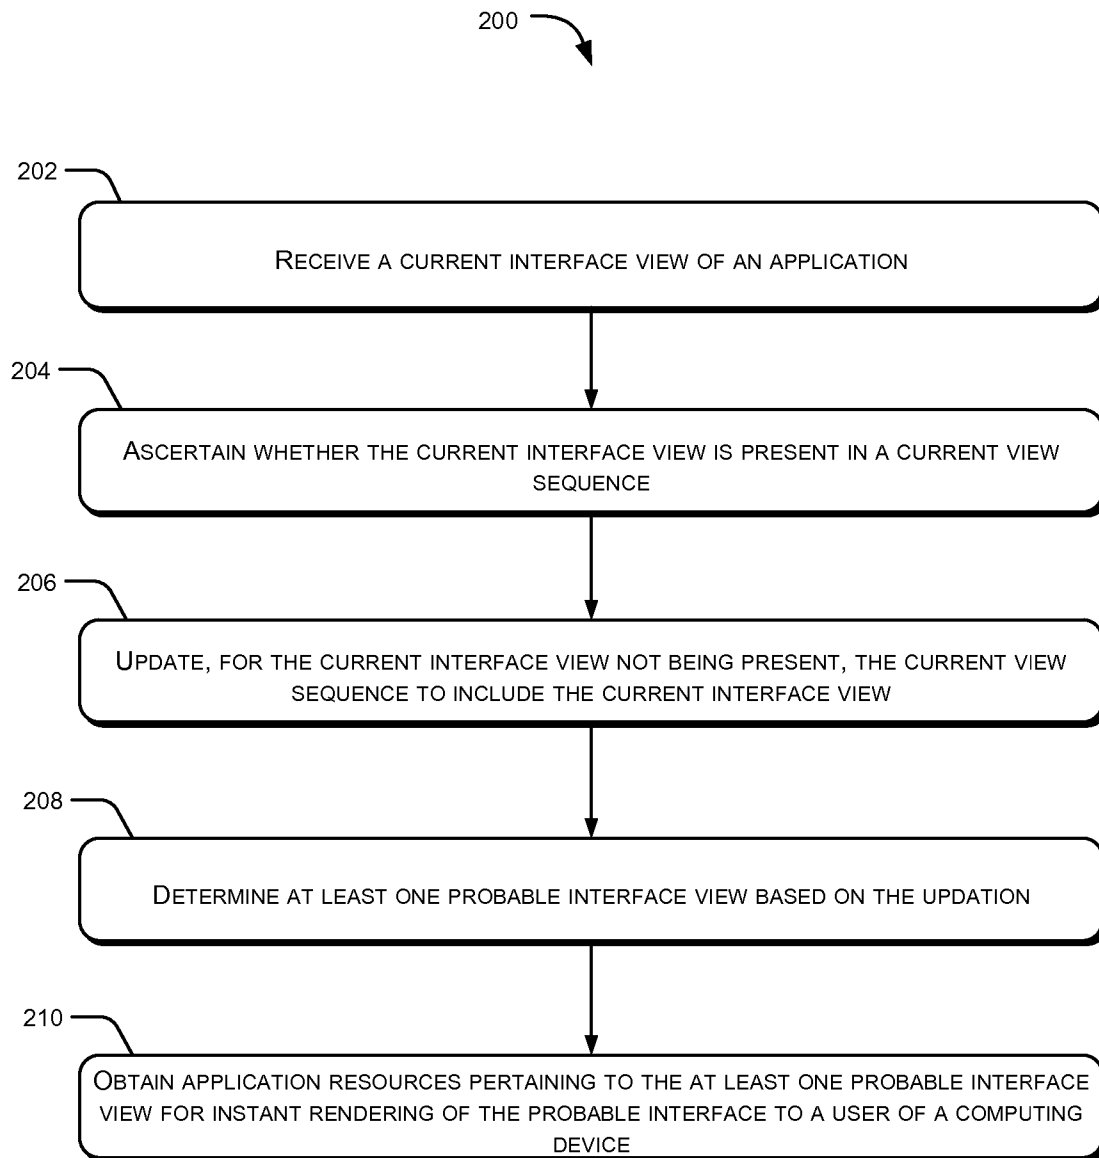 200
202
RECEIVE A CURRENT INTERFACE VIEW OF AN APPLICATION
204
ASCERTAIN WHETHER THE CURRENT INTERFACE VIEW IS PRESENT IN A CURRENT VIEW
SEQUENCE
206
UPDATE, FOR THE CURRENT INTERFACE VIEW NOT BEING PRESENT, THE CURRENT VIEW
SEQUENCE TO INCLUDE THE CURRENT INTERFACE VIEW
208
DETERMINE AT LEAST ONE PROBABLE INTERFACE VIEW BASED ON THE UPDATION
210
OBTAIN APPLICATION RESOURCES PERTAINING TO THE AT LEAST ONE PROBABLE INTERFACE
VIEW FOR INSTANT RENDERING OF THE PROBABLE INTERFACE TO A USER OF A COMPUTING
DEVICE